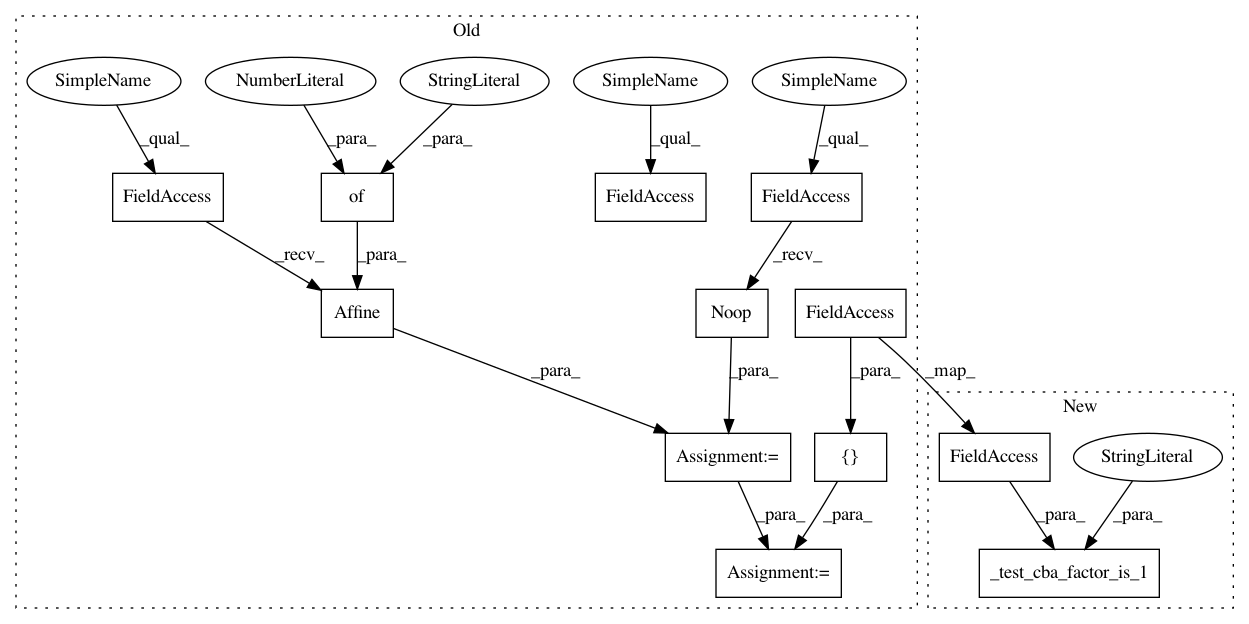 Old
SimpleName
NumberLiteral
StringLiteral
SimpleName
SimpleName
_qual_
_para_
_para_
_qual_
_qual_
FieldAccess
of
FieldAccess
FieldAccess
_recv_
_para_
_recv_
Affine
Noop
FieldAccess
_para_
_para_
_para_
_map_
New
Assignment:=
{}
FieldAccess
StringLiteral
_para_
_para_
_para_
_para_
Assignment:=
_test_cba_factor_is_1